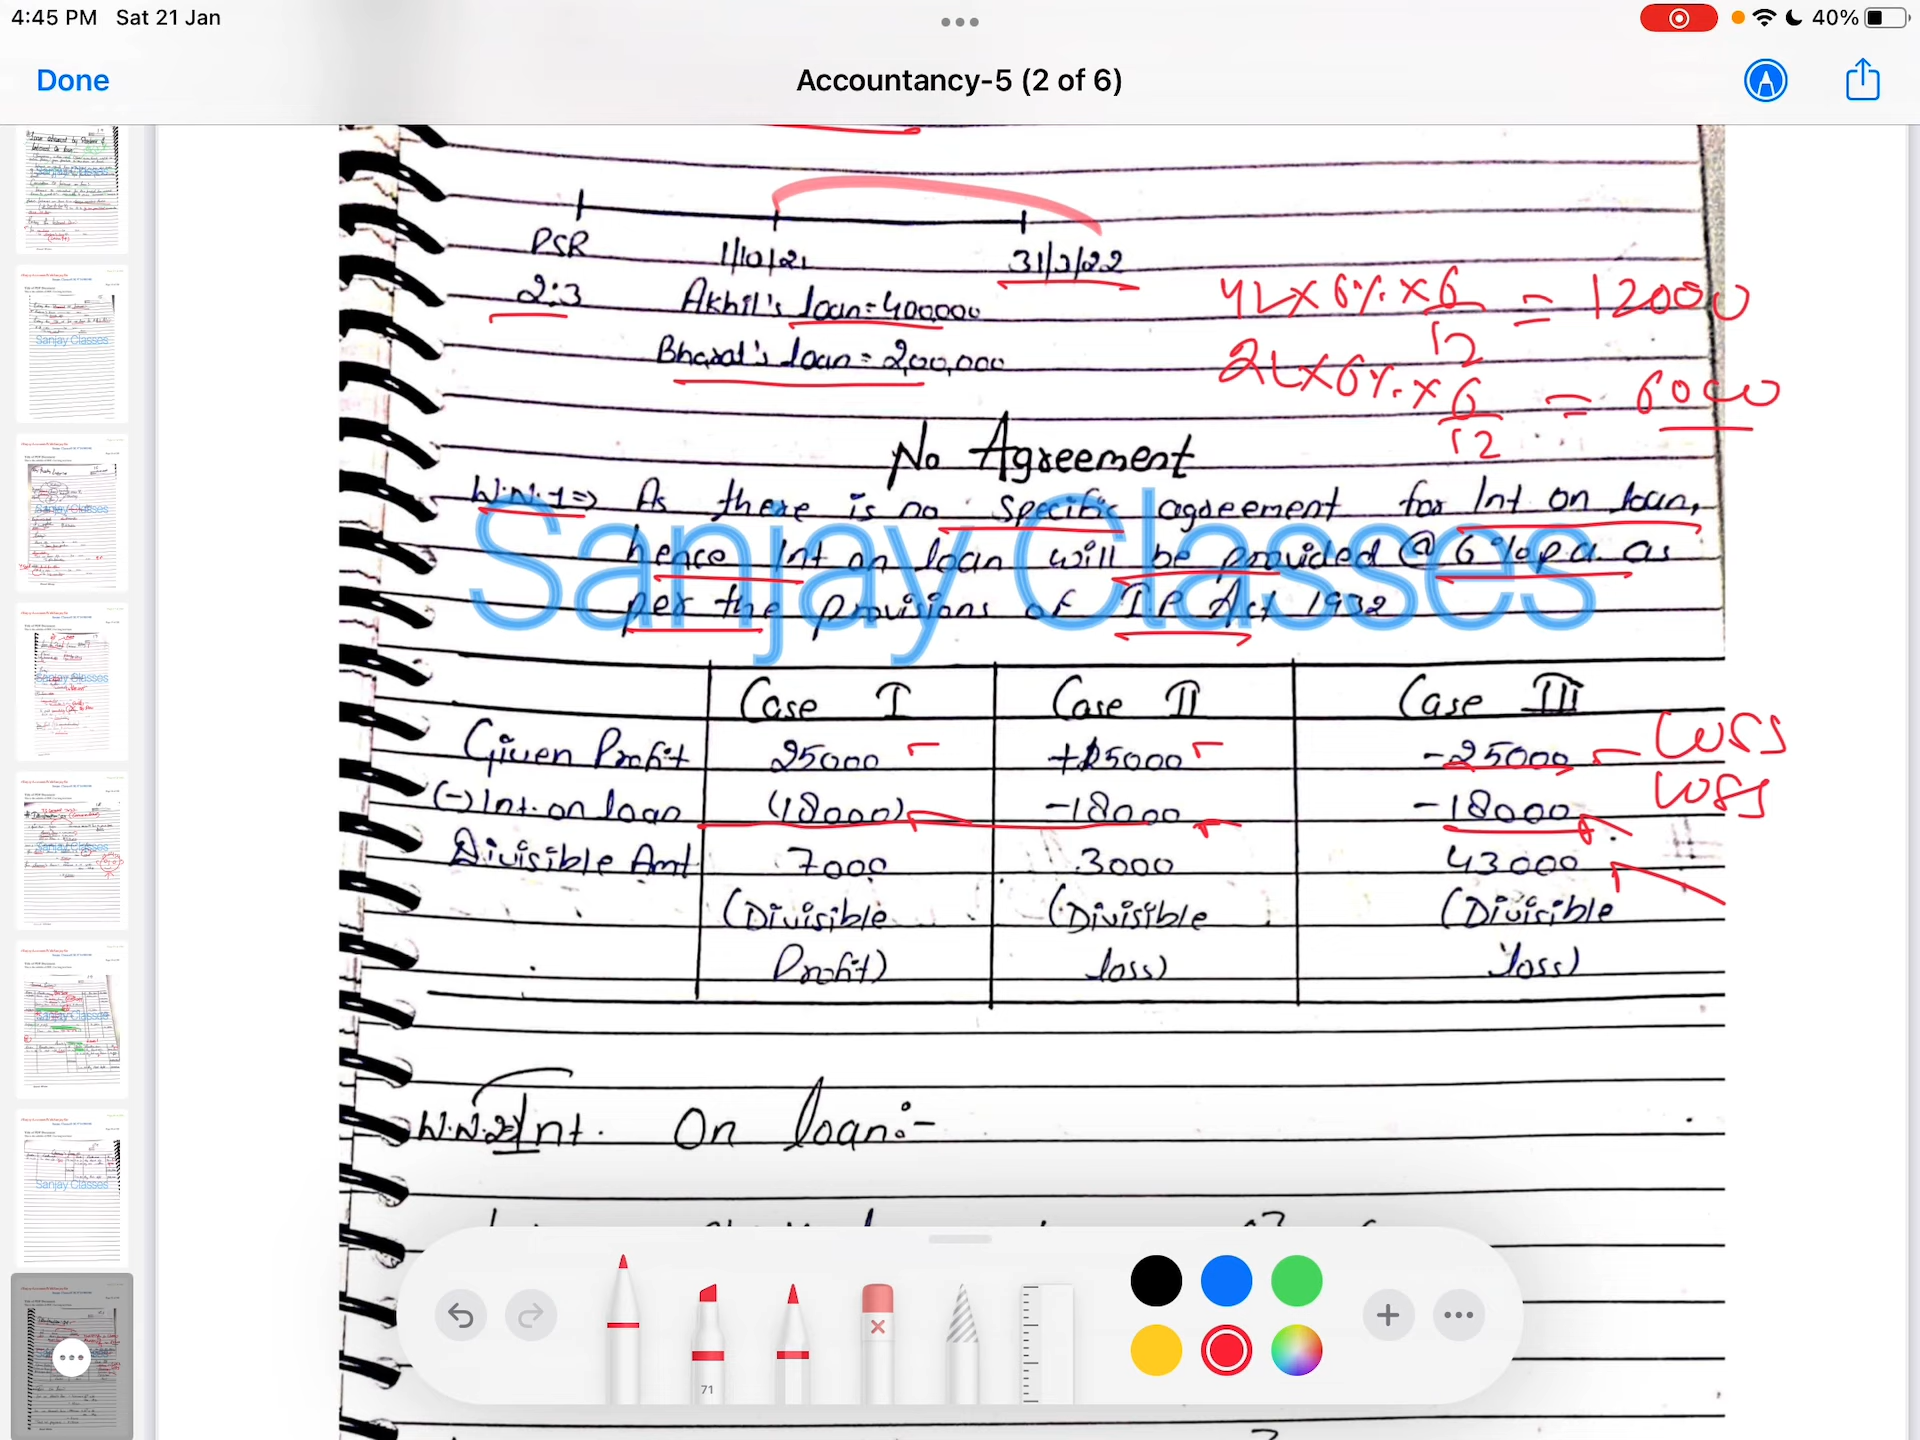 4:45 PM Sat 21 Jan
40%
Done
Accountancy-5 (2 of 6)
PSR 1/10/21 31/3/22
2:3 Akhil's loan=400,000
Bharat's loan = 2,00,000
4L×6%×6/12 = 12000
2L×6%×6/12 = 6000
No Agreement
W.N.1⇒ As there is no specific agreement for Int on loan,
hence Int on loan will be provided @ 6%p.a. as
per the provisions of I.P. Act 1932
Sanjay Classes
Case I Case II Case III
Given Profit 25000 +15000 -25000 Loss
(-) Int. on loan (18000) -18000 -18000 Loss
Divisible Amt 7000 3000 43000
(Divisible (Divisible (Divisible
Profit) loss) loss)
W.N.2 Int. On loan:-
71